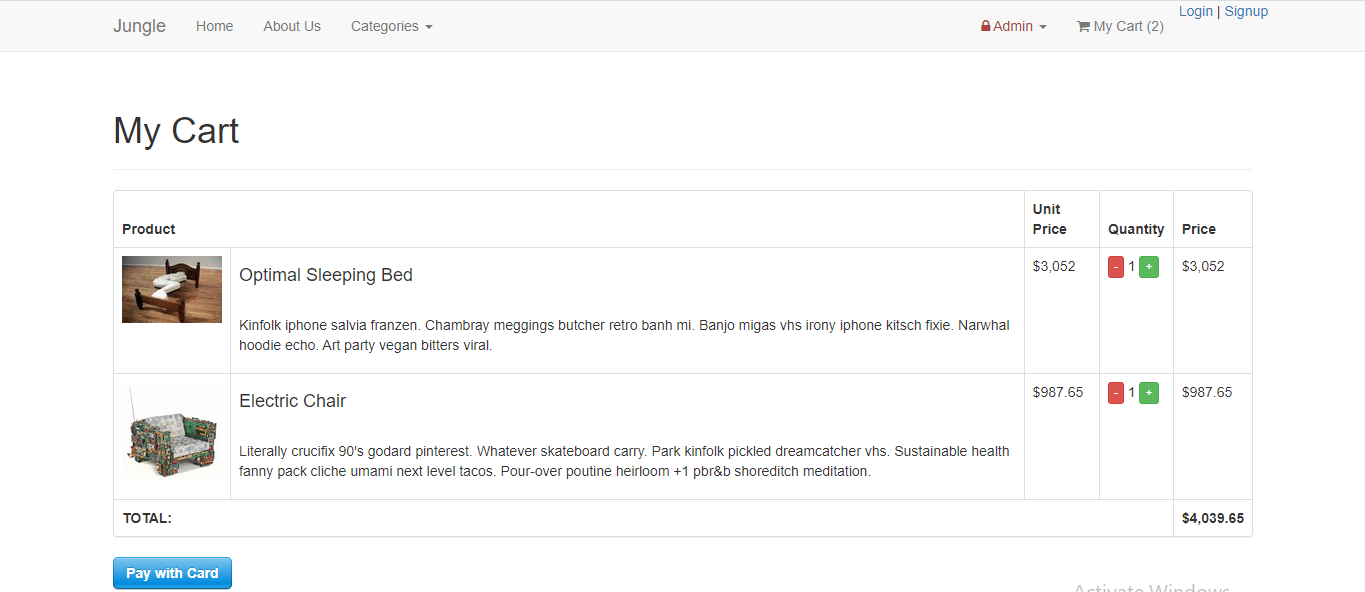 Jungle Home About Us Categories Admin My Cart (2) Login | Signup
My Cart
Product Unit Price Quantity Price
Optimal Sleeping Bed $3,052 - 1 + $3,052
Kinfolk iphone salvia franzen. Chambray meggings butcher retro banh mi. Banjo migas vhs irony iphone kitsch fixie. Narwhal
hoodie echo. Art party vegan bitters viral.
Electric Chair $987.65 - 1 + $987.65
Literally crucifix 90's godard pinterest. Whatever skateboard carry. Park kinfolk pickled dreamcatcher vhs. Sustainable health
fanny pack cliche umami next level tacos. Pour-over poutine heirloom +1 pbr&b shoreditch meditation.
TOTAL: $4,039.65
Pay with Card
Activate Windows